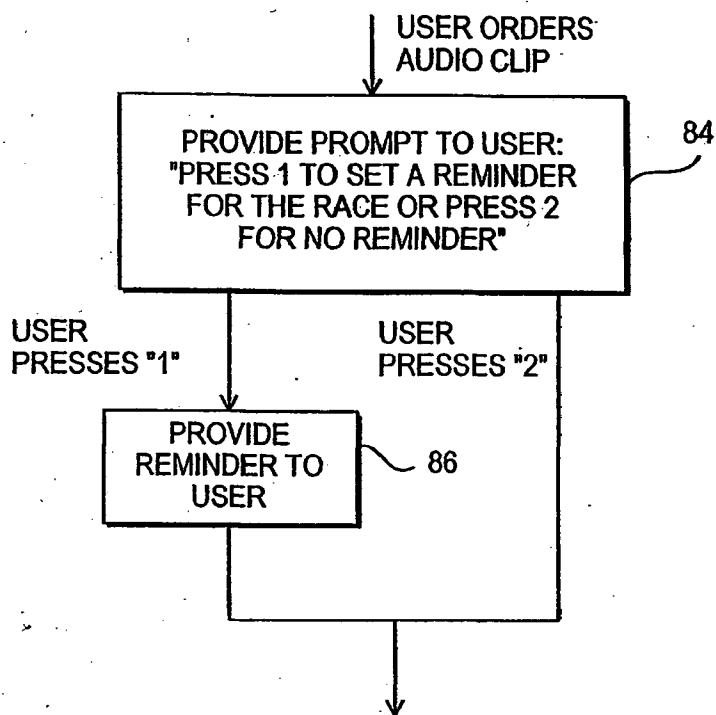 USER ORDERS
AUDIO CLIP
PROVIDE PROMPT TO USER:
"PRESS 1 TO SET A REMINDER
FOR THE RACE OR PRESS 2
FOR NO REMINDER"
84
USER
PRESSES "1"
USER
PRESSES "2"
PROVIDE
REMINDER TO
USER
86